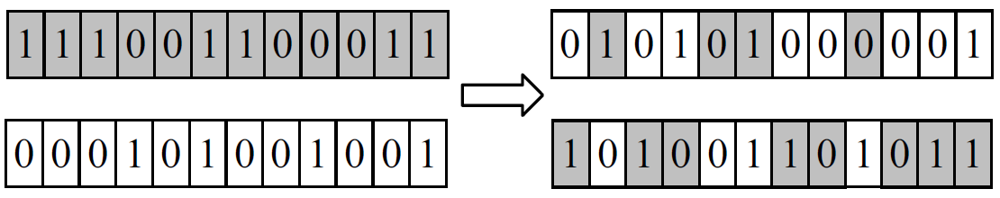 1 1 1 0 0 1 1 0 0 0 1 1
0 1 0 1 0 1 0 0 0 0 0 1
0 0 0 1 0 1 0 0 1 0 0 1
1 0 1 0 0 1 1 0 1 0 1 1